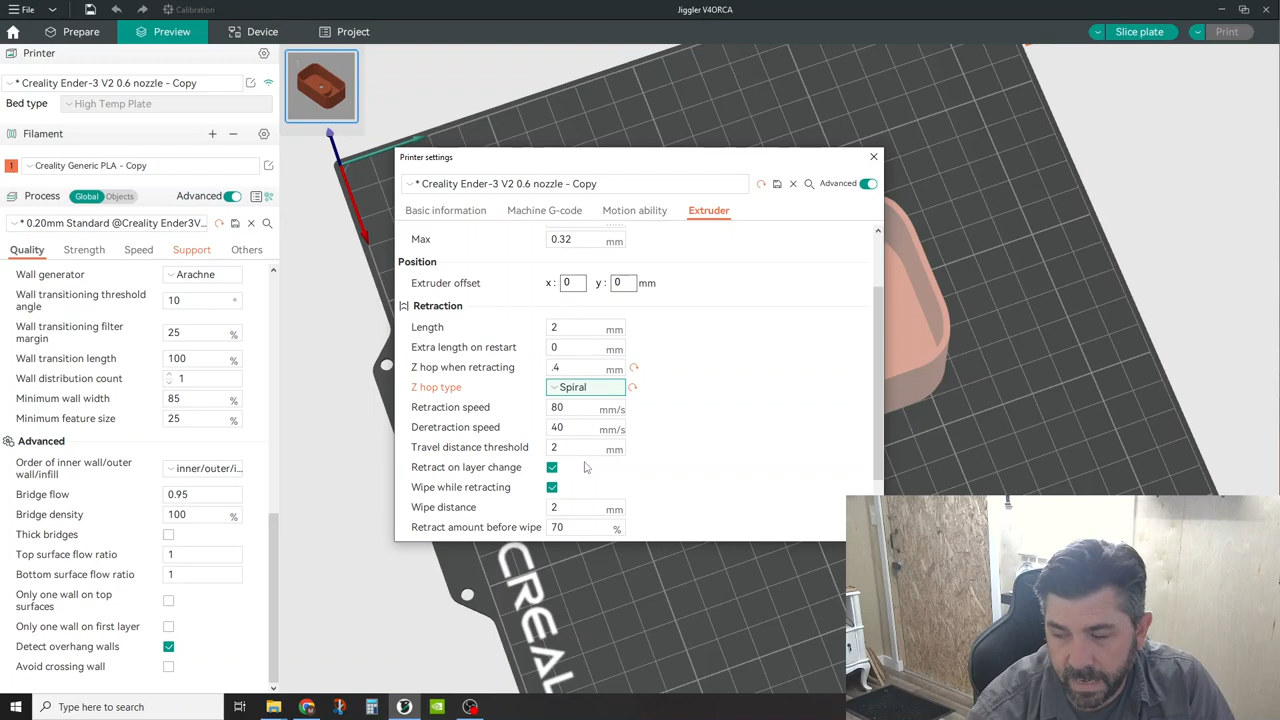 File
Calibration
Jiggler V4ORCA
Prepare
Preview
Device
Project
Slice plate
Print
Printer
* Creality Ender-3 V2 0.6 nozzle - Copy
Bed type
High Temp Plate
Filament
1
Creality Generic PLA - Copy
Process
Global
Objects
Advanced
* 0.20mm Standard @Creality Ender3V...
Quality
Strength
Speed
Support
Others
Wall generator
Arachne
Wall transitioning threshold
angle
10
°
Wall transitioning filter
margin
25
%
Wall transition length
100
%
Wall distribution count
1
Minimum wall width
85
%
Minimum feature size
25
%
Advanced
Order of inner wall/outer
wall/infill
inner/outer/i...
Bridge flow
0.95
Bridge density
100
%
Thick bridges
Top surface flow ratio
1
Bottom surface flow ratio
1
Only one wall on top
surfaces
Only one wall on first layer
Detect overhang walls
Avoid crossing wall
Printer settings
* Creality Ender-3 V2 0.6 nozzle - Copy
Advanced
Basic information
Machine G-code
Motion ability
Extruder
Max
0.32
mm
Position
Extruder offset
x :
0
y :
0
mm
Retraction
Length
2
mm
Extra length on restart
0
mm
Z hop when retracting
.4
mm
Z hop type
Spiral
Retraction speed
80
mm/s
Deretraction speed
40
mm/s
Travel distance threshold
2
mm
Retract on layer change
Wipe while retracting
Wipe distance
2
mm
Retract amount before wipe
70
%
CREAL
Type here to search